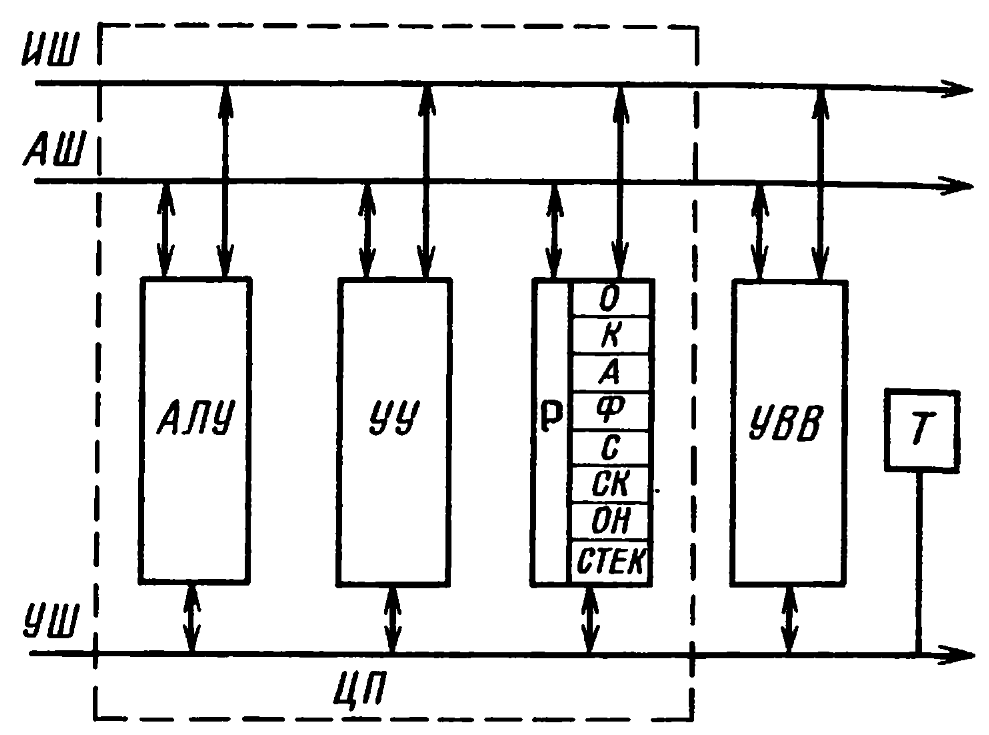 ИШ
АШ
АЛУ
УУ
Р
О
К
А
Ф
С
СК
ОН
СТЕК
УВВ
Т
УШ
ЦП